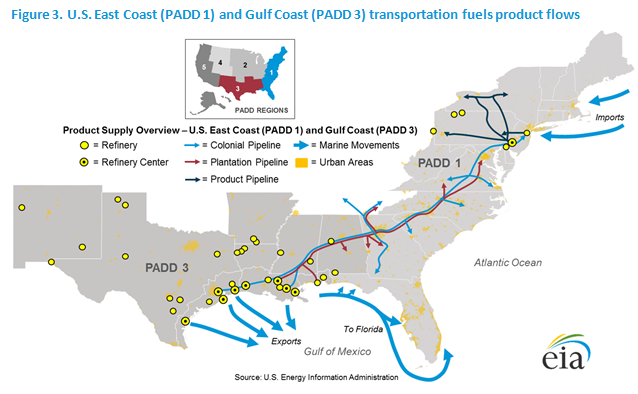 Figure 3. U.S. East Coast (PADD 1) and Gulf Coast (PADD 3) transportation fuels product flows
5
4
2
1
3
PADD REGIONS
Product Supply Overview – U.S. East Coast (PADD 1) and Gulf Coast (PADD 3)
= Refinery
= Colonial Pipeline
= Marine Movements
= Refinery Center
= Plantation Pipeline
= Urban Areas
= Product Pipeline
Imports
PADD 1
PADD 3
Atlantic Ocean
To Florida
Exports
Gulf of Mexico
eia
Source: U.S. Energy Information Administration